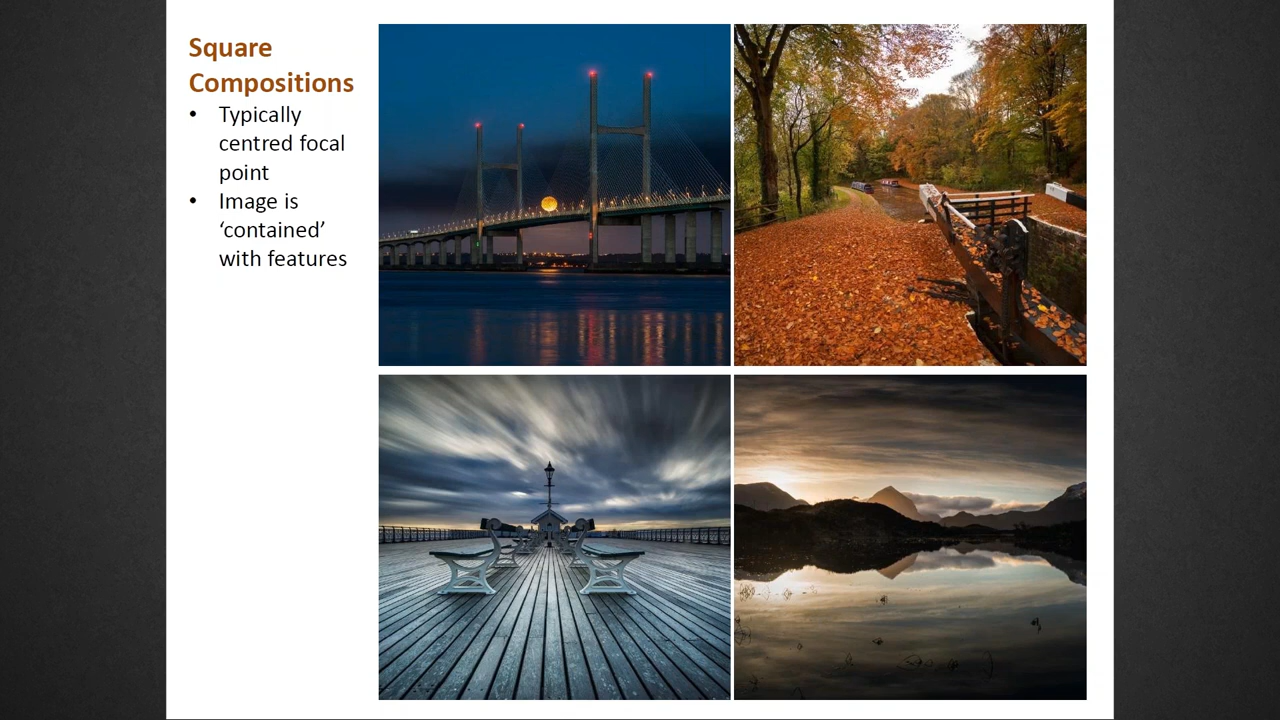 Square
Compositions
• Typically
centred focal
point
• Image is
‘contained’
with features